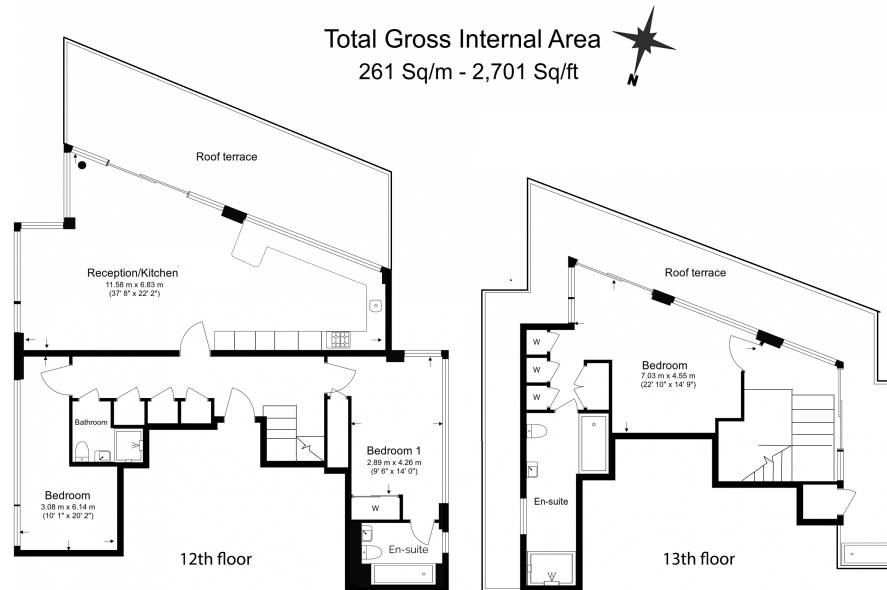 Total Gross Internal Area
261 Sq/m - 2,701 Sq/ft
N
Roof terrace
Reception/Kitchen
11.58 m x 6.83 m
(37' 8" x 22' 2")
Bathroom
Bedroom
3.08 m x 6.14 m
(10' 1" x 20' 2")
Bedroom 1
2.89 m x 4.26 m
(9' 6" x 14' 0")
W
En-suite
12th floor
Roof terrace
W
W
W
Bedroom
7.03 m x 4.55 m
(22' 10" x 14' 9")
En-suite
13th floor